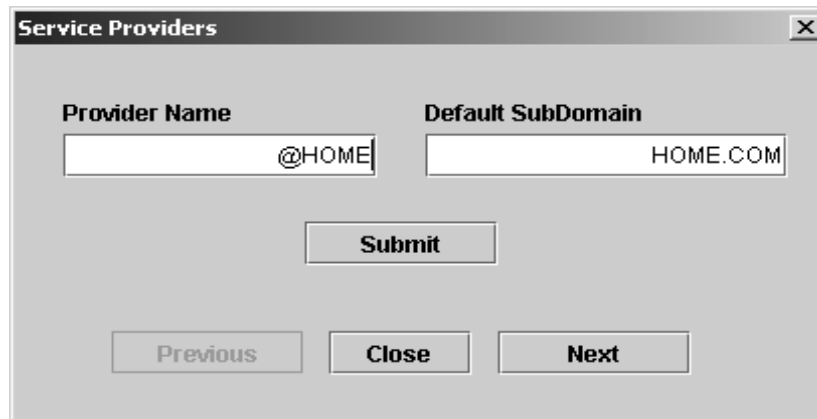 Service Providers
Provider Name Default SubDomain
@HOME HOME.COM
Submit
Previous Close Next